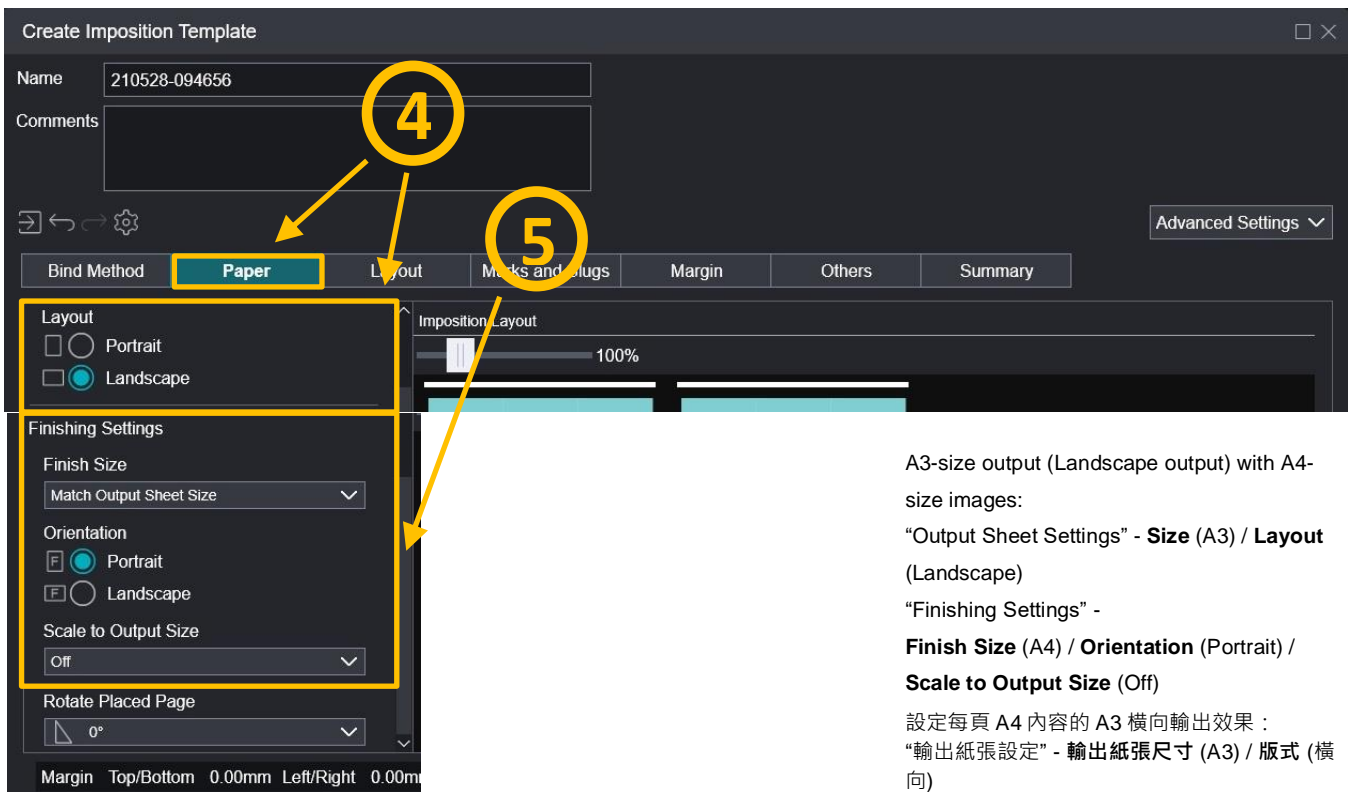 Create Imposition Template
Name 210528-094656
Comments
4
5
Advanced Settings
Bind Method Paper Layout Marks and Slugs Margin Others Summary
Layout
Portrait
Landscape
Imposition Layout
100%
Finishing Settings
Finish Size
Match Output Sheet Size
Orientation
F Portrait
F Landscape
Scale to Output Size
Off
Rotate Placed Page
0°
Margin Top/Bottom 0.00mm Left/Right 0.00m
A3-size output (Landscape output) with A4-
size images:
“Output Sheet Settings” - Size (A3) / Layout
(Landscape)
“Finishing Settings” -
Finish Size (A4) / Orientation (Portrait) /
Scale to Output Size (Off)
設定每頁 A4 內容的 A3 橫向輸出效果：
“輸出紙張設定” - 輸出紙張尺寸 (A3) / 版式 (橫
向)